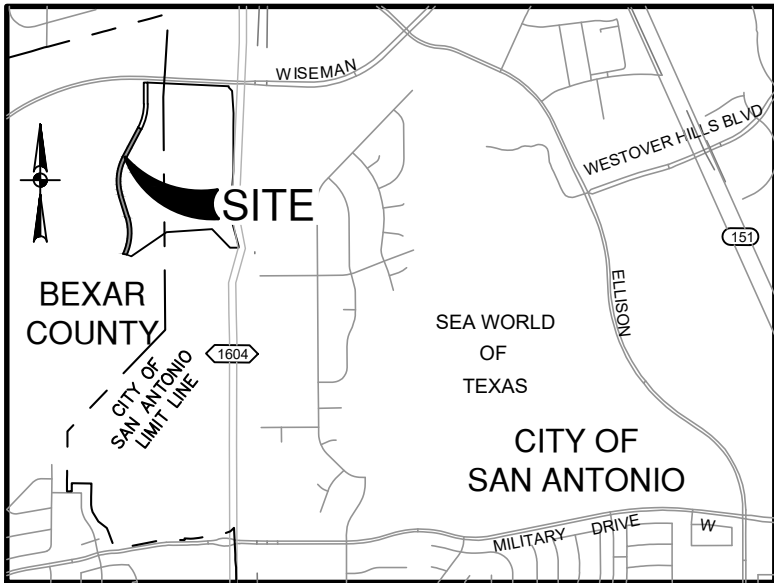 WISEMAN
WESTOVER HILLS BLVD
SITE
151
BEXAR
COUNTY
ELLISON
SEA WORLD
OF
TEXAS
1604
CITY OF
SAN ANTONIO
LIMIT LINE
CITY OF
SAN ANTONIO
MILITARY DRIVE W